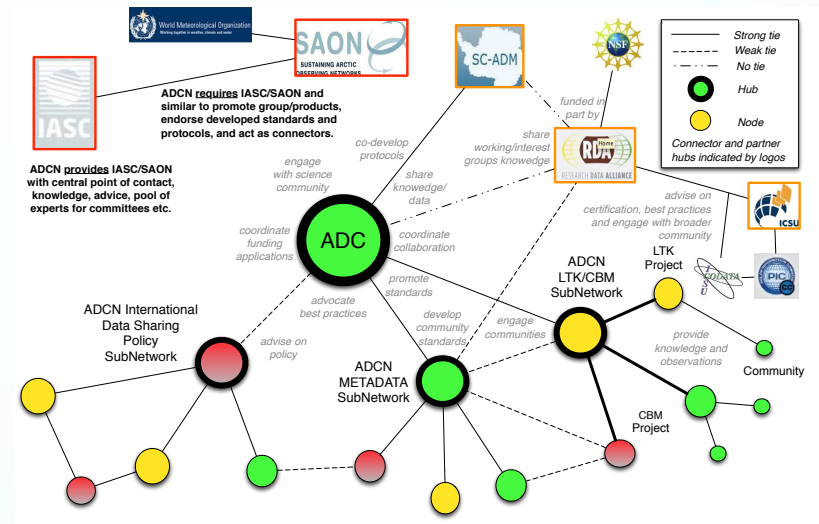 World Meteorological Organization
Working together in weather, climate and water
SAON
SUSTAINING ARCTIC
OBSERVING NETWORKS
IASC
ADCN requires IASC/SAON and
similar to promote group/products,
endorse developed standards and
protocols, and act as connectors.
ADCN provides IASC/SAON
with central point of contact,
knowledge, advice, pool of
experts for committees etc.
SC-ADM
NSF
Strong tie
Weak tie
No tie
Hub
Node
Connector and partner
hubs indicated by logos
funded in
part by
share
working/interest
groups knowedge
RDA
Home
RESEARCH DATA ALLIANCE
co-develop
protocols
engage
with science
community
share
knowledge/
data
coordinate
funding
applications
ADC
coordinate
collaboration
advise on
certification, best practices
and engage with broader
community
ICSU
CODATA
ISU
PIC
CC
promote
standards
advocate
best practices
ADCN
LTK/CBM
SubNetwork
LTK
Project
ADCN International
Data Sharing
Policy
SubNetwork
advise on
policy
develop
community
standards
engage
communities
ADCN
METADATA
SubNetwork
provide
knowledge and
observations
Community
CBM
Project